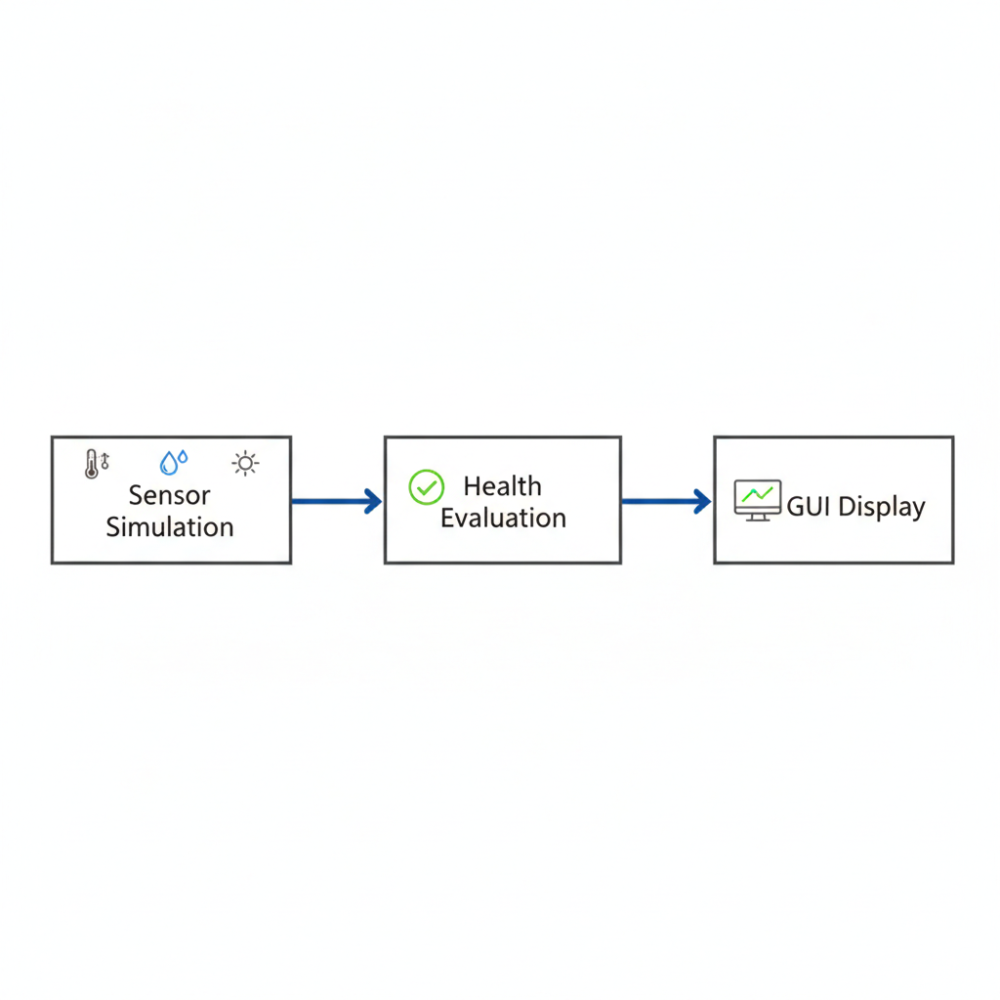 Sensor
Simulation
Health
Evaluation
GUI Display